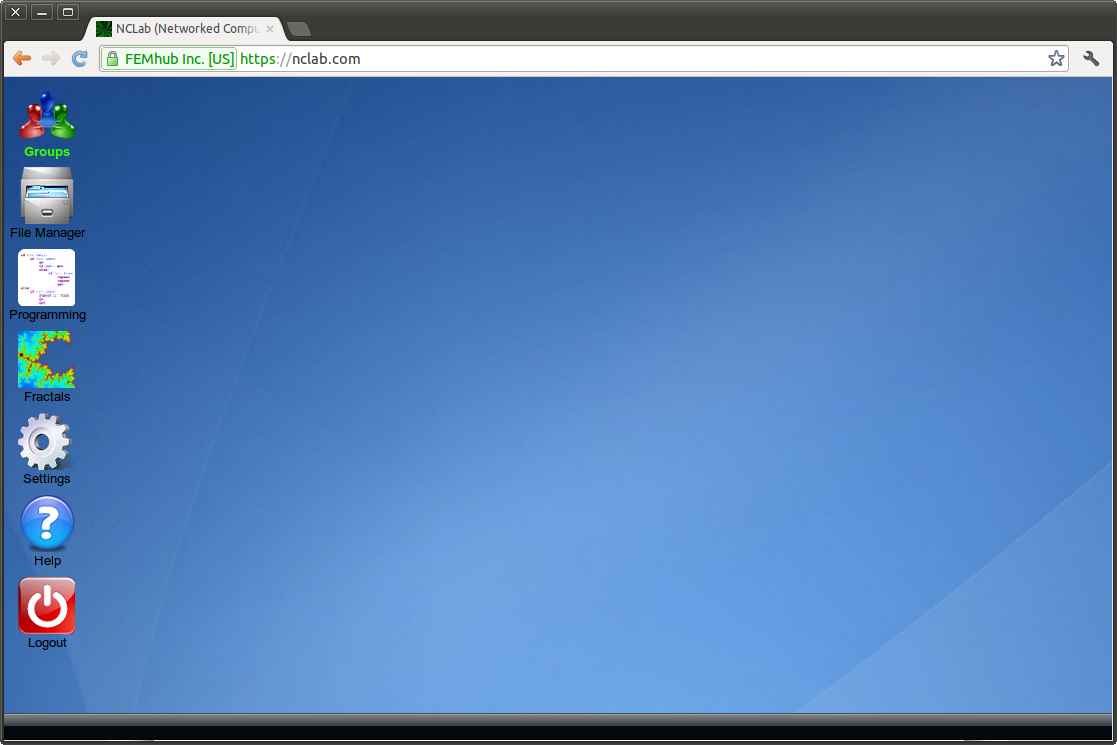 NCLab (Networked Compu
FEMhub Inc. [US] https://nclab.com
Groups
File Manager
Programming
Fractals
Settings
Help
Logout